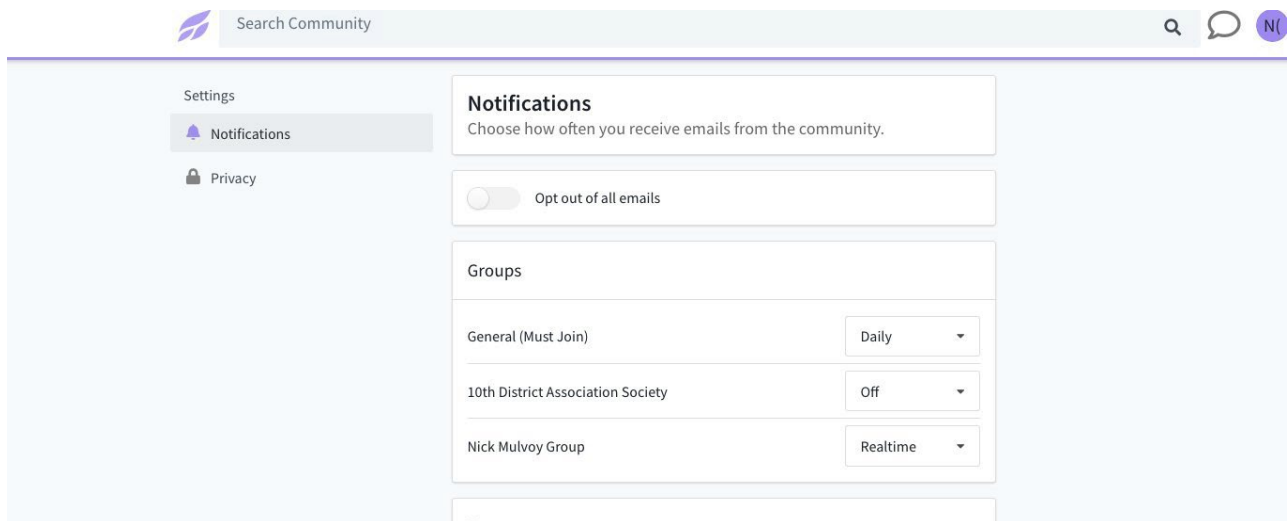 Search Community
N(
Settings
Notifications
Privacy
Notifications
Choose how often you receive emails from the community.
Opt out of all emails
Groups
General (Must Join)
Daily
10th District Association Society
Off
Nick Mulvoy Group
Realtime